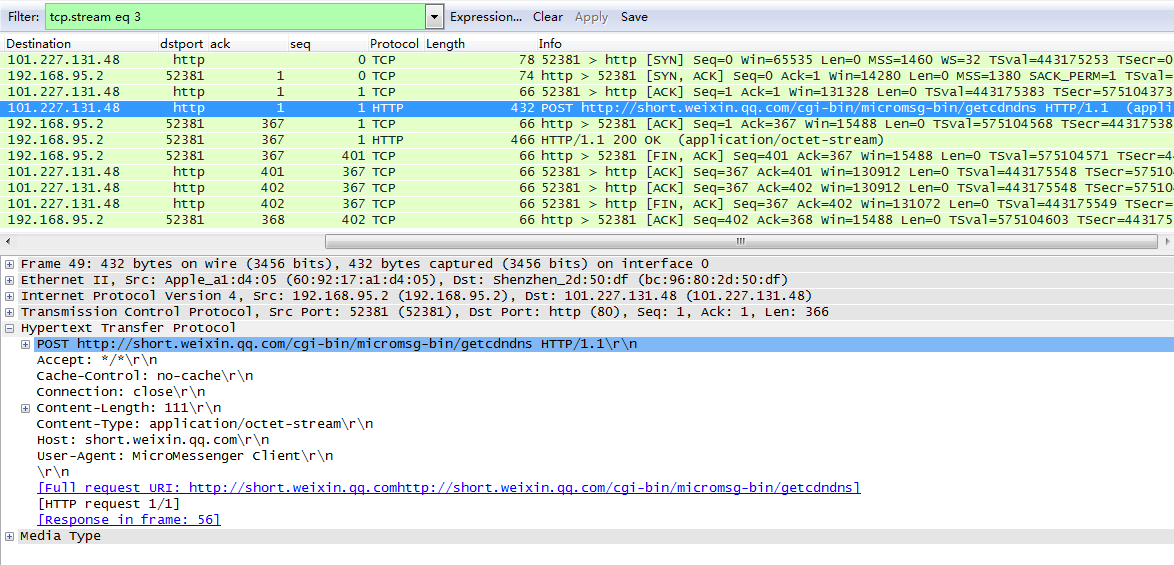 Filter: tcp.stream eq 3 Expression... Clear Apply Save
Destination dstport ack seq Protocol Length Info
101.227.131.48 http 0 TCP 78 52381 > http [SYN] Seq=0 Win=65535 Len=0 MSS=1460 WS=32 TSval=443175253 TSecr=0
192.168.95.2 52381 1 0 TCP 74 http > 52381 [SYN, ACK] Seq=0 Ack=1 Win=14280 Len=0 MSS=1380 SACK_PERM=1 TSval=
101.227.131.48 http 1 1 TCP 66 52381 > http [ACK] Seq=1 Ack=1 Win=131328 Len=0 TSval=443175383 TSecr=575104373
101.227.131.48 http 1 1 HTTP 432 POST http://short.weixin.qq.com/cgi-bin/micromsg-bin/getcdndns HTTP/1.1 (appli
192.168.95.2 52381 367 1 TCP 66 http > 52381 [ACK] Seq=1 Ack=367 Win=15488 Len=0 TSval=575104568 TSecr=44317538
192.168.95.2 52381 367 1 HTTP 466 HTTP/1.1 200 OK (application/octet-stream)
192.168.95.2 52381 367 401 TCP 66 http > 52381 [FIN, ACK] Seq=401 Ack=367 Win=15488 Len=0 TSval=575104571 TSecr=4
101.227.131.48 http 401 367 TCP 66 52381 > http [ACK] Seq=367 Ack=401 Win=130912 Len=0 TSval=443175548 TSecr=57510
101.227.131.48 http 402 367 TCP 66 52381 > http [ACK] Seq=367 Ack=402 Win=130912 Len=0 TSval=443175548 TSecr=57510
101.227.131.48 http 402 367 TCP 66 52381 > http [FIN, ACK] Seq=367 Ack=402 Win=131072 Len=0 TSval=443175549 TSecr=
192.168.95.2 52381 368 402 TCP 66 http > 52381 [ACK] Seq=402 Ack=368 Win=15488 Len=0 TSval=575104603 TSecr=443175
Frame 49: 432 bytes on wire (3456 bits), 432 bytes captured (3456 bits) on interface 0
Ethernet II, Src: Apple_a1:d4:05 (60:92:17:a1:d4:05), Dst: Shenzhen_2d:50:df (bc:96:80:2d:50:df)
Internet Protocol Version 4, Src: 192.168.95.2 (192.168.95.2), Dst: 101.227.131.48 (101.227.131.48)
Transmission Control Protocol, Src Port: 52381 (52381), Dst Port: http (80), Seq: 1, Ack: 1, Len: 366
Hypertext Transfer Protocol
POST http://short.weixin.qq.com/cgi-bin/micromsg-bin/getcdndns HTTP/1.1\r\n
Accept: */*\r\n
Cache-Control: no-cache\r\n
Connection: close\r\n
Content-Length: 111\r\n
Content-Type: application/octet-stream\r\n
Host: short.weixin.qq.com\r\n
User-Agent: MicroMessenger Client\r\n
\r\n
[Full request URI: http://short.weixin.qq.comhttp://short.weixin.qq.com/cgi-bin/micromsg-bin/getcdndns]
[HTTP request 1/1]
[Response in frame: 56]
Media Type